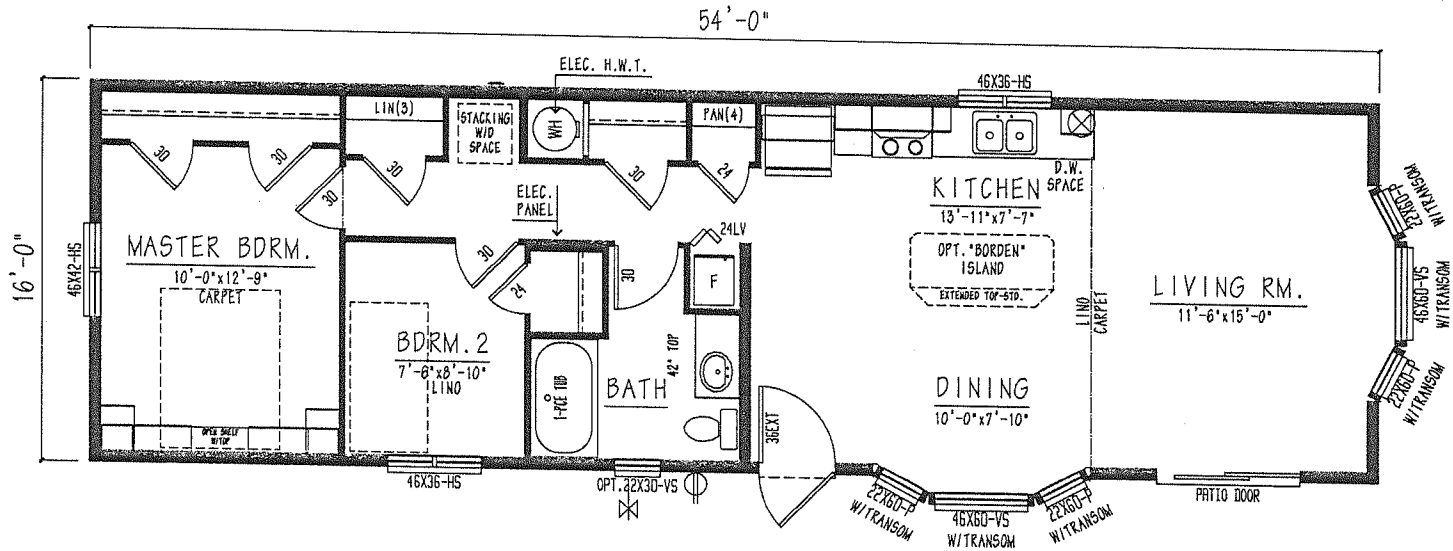 54'-0"
16'-0"
ELEC. H.W.T.
46X36-HS
LIN(3)
STACKING
W/D
SPACE
WH
PAN(4)
30
30
30
30
30
24
D.W.
SPACE
ELEC.
PANEL
24LV
KITCHEN
13'-11"x7'-7"
OPT. "BORDEN"
ISLAND
EXTENDED TOP-STD.
22X60-P
W/TRANSOM
46X42-HS
MASTER BDRM.
10'-0"x12'-9"
CARPET
30
24
30
F
LINO
CARPET
LIVING RM.
11'-6"x15'-0"
46X60-VS
W/TRANSOM
BDRM. 2
7'-6"x8'-10"
LINO
1-PCE TUB
BATH
42" TOP
DINING
10'-0"x7'-10"
22X60-P
W/TRANSOM
OPEN SHELF
W/TOP
36EXT
46X36-HS
OPT.22X30-VS
22X60-P
W/TRANSOM
46X60-VS
W/TRANSOM
22X60-P
W/TRANSOM
PATIO DOOR